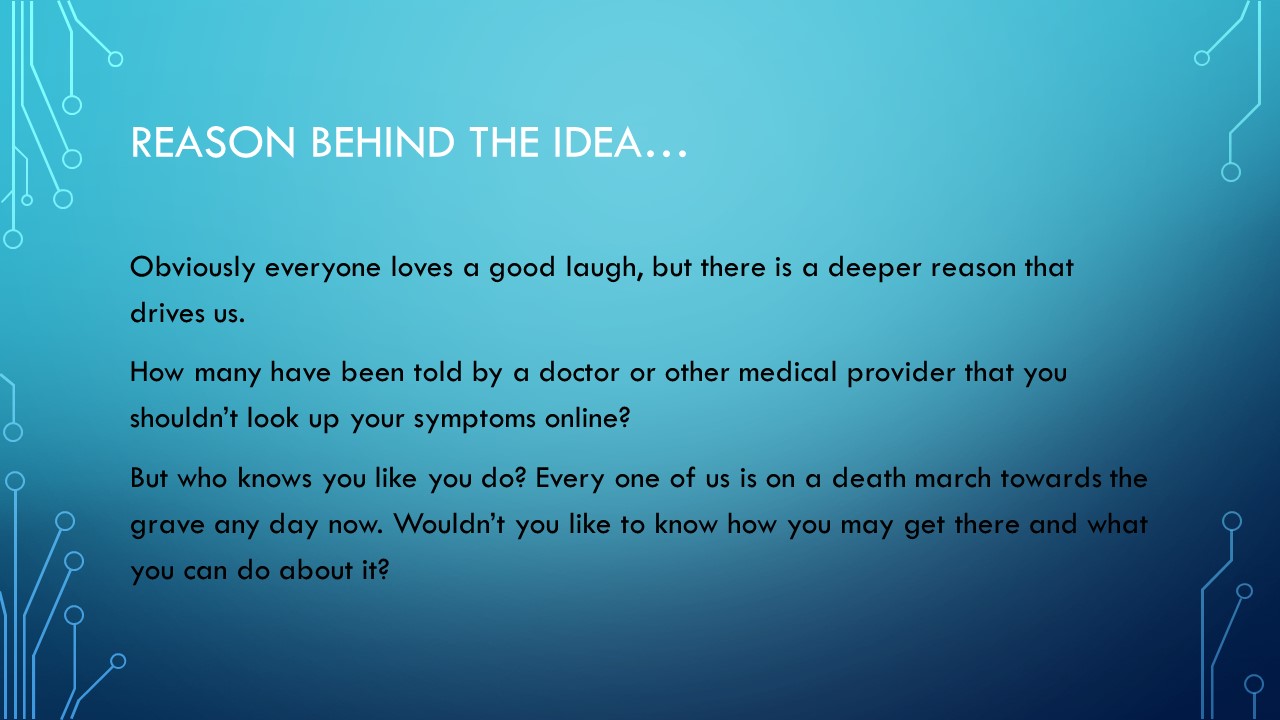 REASON BEHIND THE IDEA…
Obviously everyone loves a good laugh, but there is a deeper reason that
drives us.
How many have been told by a doctor or other medical provider that you
shouldn’t look up your symptoms online?
But who knows you like you do? Every one of us is on a death march towards the
grave any day now. Wouldn’t you like to know how you may get there and what
you can do about it?